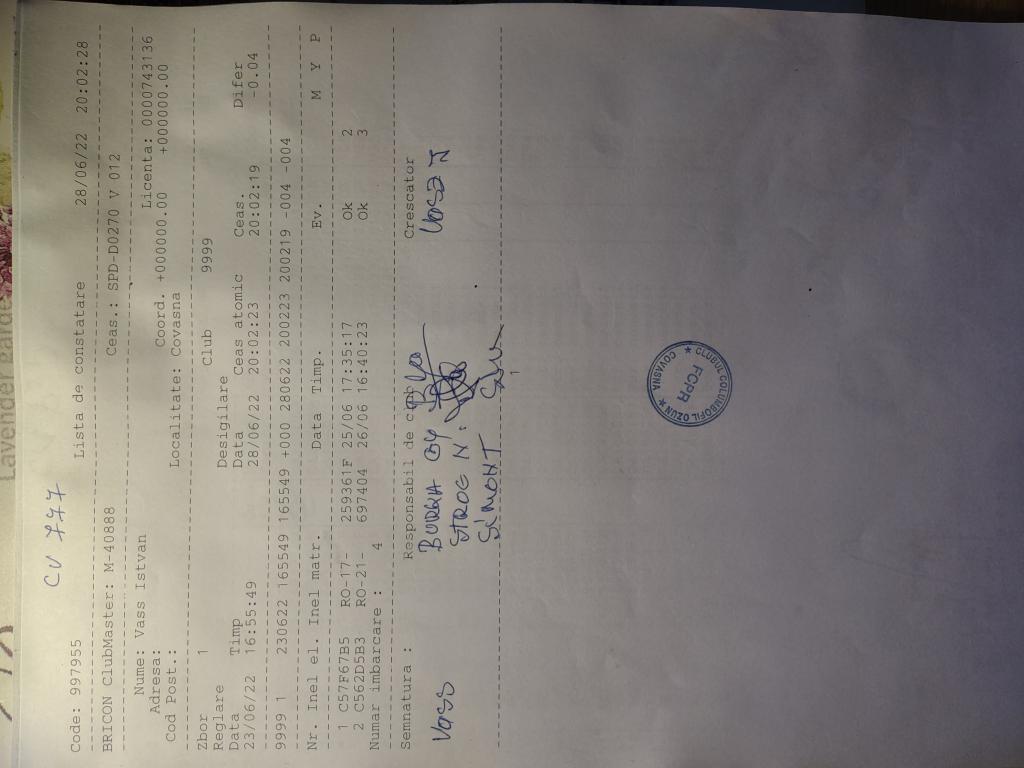 CV 777
Code: 997955 Lista de constatare 28/06/22 20:02:28
BRICON ClubMaster: M-40888 Ceas.: SPD-D0270 V 012
Nume: Vass Istvan Licenta: 0000743136
Adresa: Coord. +000000.00 +000000.00
Cod Post.: Localitate: Covasna
Zbor 1 Club 9999
Reglare Desigilare
Data Timp Data Ceas atomic Ceas. Difer
23/06/22 16:55:49 28/06/22 20:02:23 20:02:19 -0.04
9999 1 230622 165549 165549 +000 280622 200223 200219 -004 -004
Nr. Inel el. Inel matr. Data Timp. Ev. M Y P
1 C57F67B5 RO-17- 259361F 25/06 17:35:17 Ok 2
2 C562D5B3 RO-21- 697404 26/06 16:40:23 Ok 3
Numar imbarcare : 4
Semnatura : Responsabil de Crescator
Vass
FCPR
CLUBUL COLUMBOFIL OZUN
COVASNA